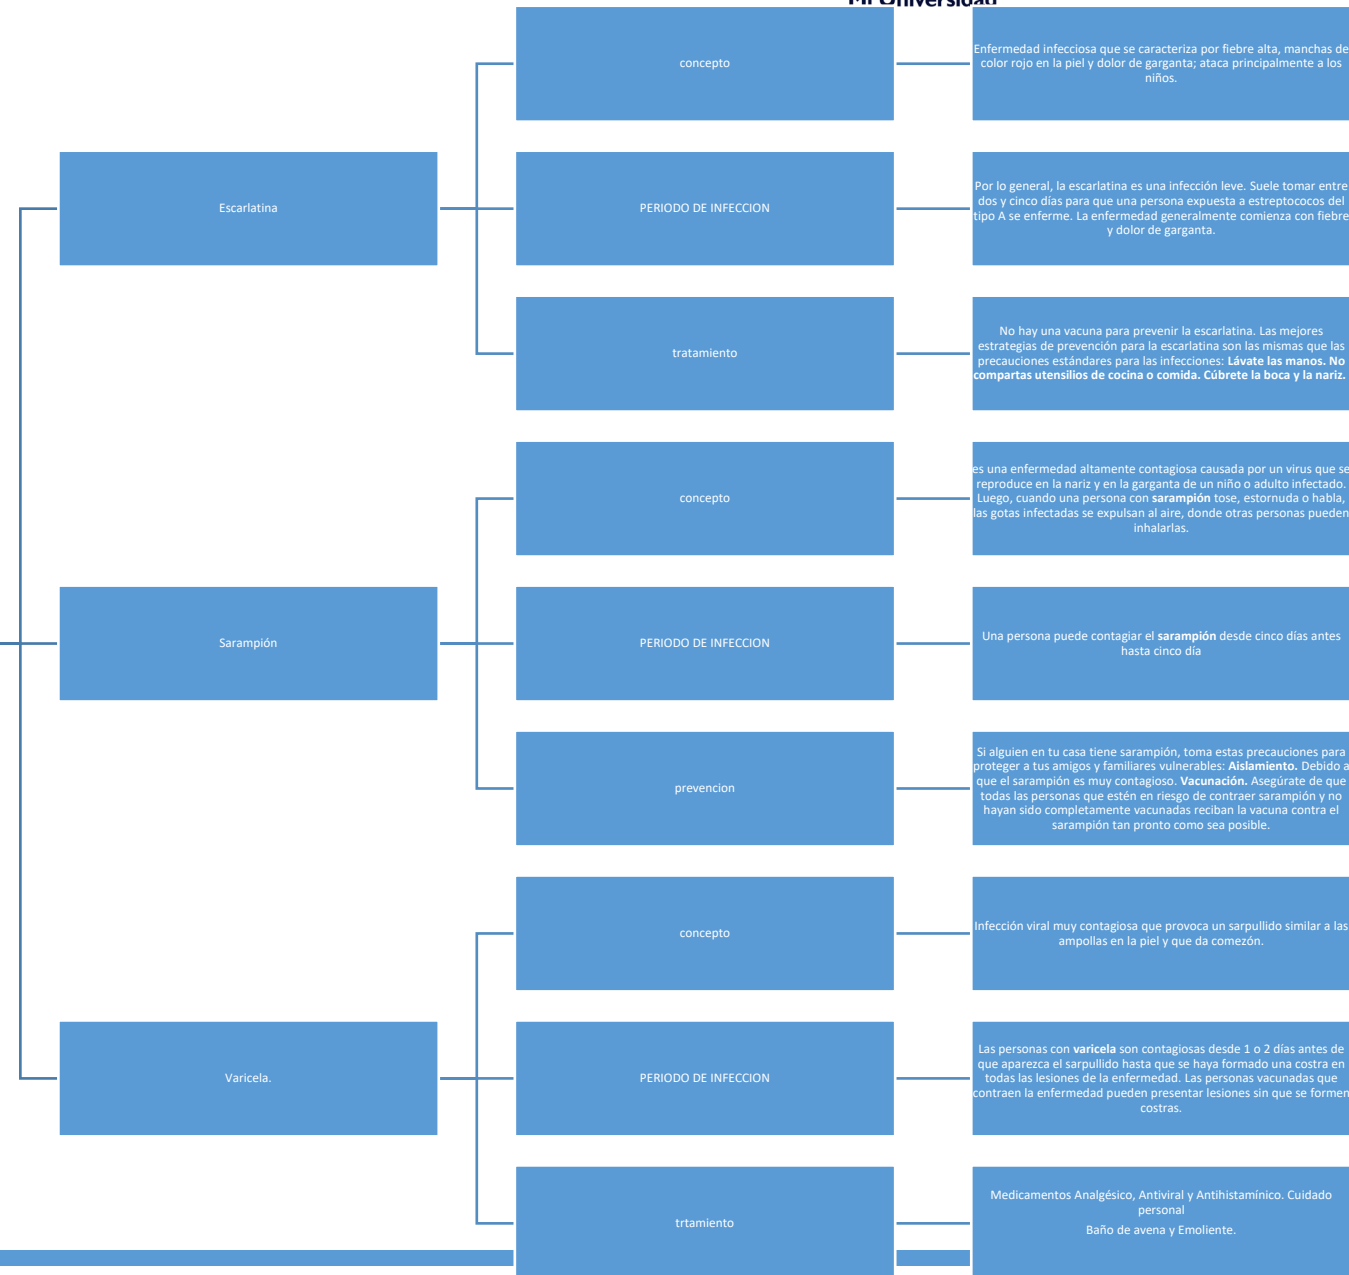 Mi Universidad
concepto
Enfermedad infecciosa que se caracteriza por fiebre alta, manchas de
color rojo en la piel y dolor de garganta; ataca principalmente a los
niños.
Escarlatina
PERIODO DE INFECCION
Por lo general, la escarlatina es una infección leve. Suele tomar entre
dos y cinco días para que una persona expuesta a estreptococos del
tipo A se enferme. La enfermedad generalmente comienza con fiebre
y dolor de garganta.
tratamiento
No hay una vacuna para prevenir la escarlatina. Las mejores
estrategias de prevención para la escarlatina son las mismas que las
precauciones estándares para las infecciones: Lávate las manos. No
compartas utensilios de cocina o comida. Cúbrete la boca y la nariz.
concepto
es una enfermedad altamente contagiosa causada por un virus que se
reproduce en la nariz y en la garganta de un niño o adulto infectado.
Luego, cuando una persona con sarampión tose, estornuda o habla,
las gotas infectadas se expulsan al aire, donde otras personas pueden
inhalarlas.
Sarampión
PERIODO DE INFECCION
Una persona puede contagiar el sarampión desde cinco días antes
hasta cinco día
prevencion
Si alguien en tu casa tiene sarampión, toma estas precauciones para
proteger a tus amigos y familiares vulnerables: Aislamiento. Debido a
que el sarampión es muy contagioso. Vacunación. Asegúrate de que
todas las personas que estén en riesgo de contraer sarampión y no
hayan sido completamente vacunadas reciban la vacuna contra el
sarampión tan pronto como sea posible.
concepto
Infección viral muy contagiosa que provoca un sarpullido similar a las
ampollas en la piel y que da comezón.
Varicela.
PERIODO DE INFECCION
Las personas con varicela son contagiosas desde 1 o 2 días antes de
que aparezca el sarpullido hasta que se haya formado una costra en
todas las lesiones de la enfermedad. Las personas vacunadas que
contraen la enfermedad pueden presentar lesiones sin que se formen
costras.
trtamiento
Medicamentos Analgésico, Antiviral y Antihistamínico. Cuidado
personal
Baño de avena y Emoliente.